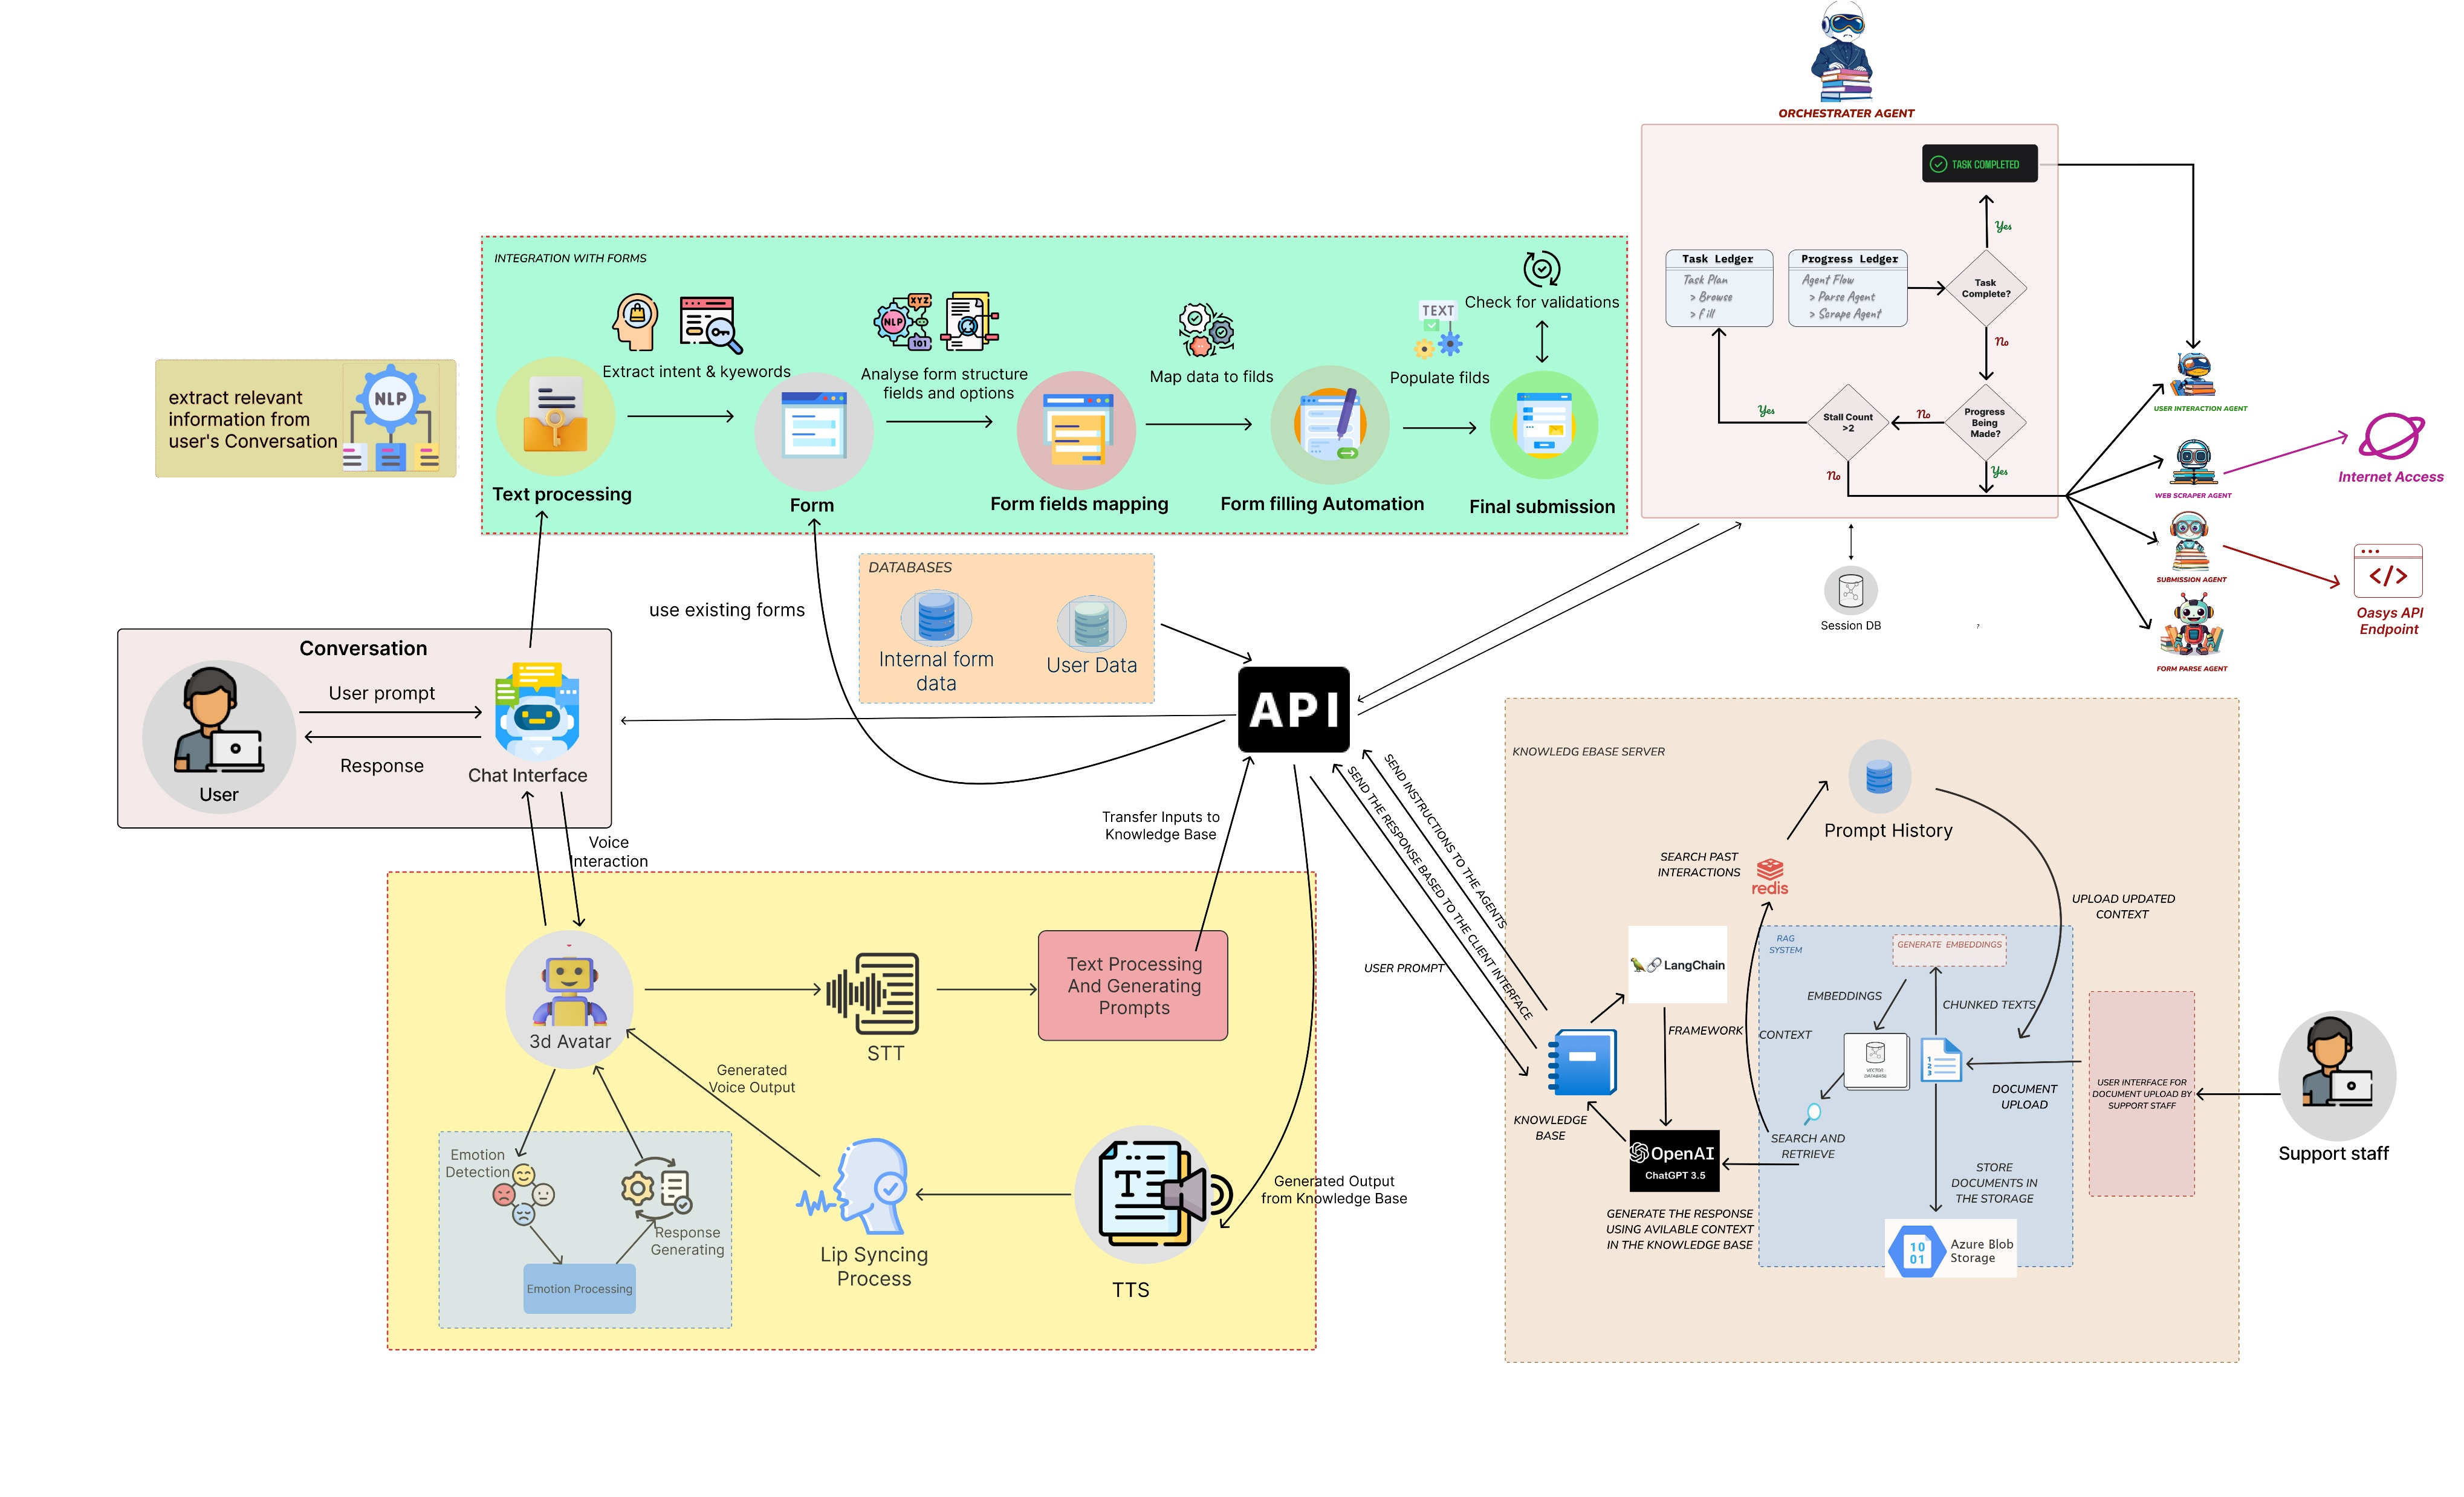 ORCHESTRATER AGENT
TASK COMPLETED
Yes
Task Ledger
Task Plan
> Browse
> fill
Progress Ledger
Agent Flow
> Parse Agent
> Scrape Agent
Task
Complete?
No
Yes
Stall Count
>2
No
Progress
Being
Made?
No
Yes
USER INTERACTION AGENT
WEB SCRAPER AGENT
SUBMISSION AGENT
FORM PARSE AGENT
Internet Access
</>
Oasys API
Endpoint
Session DB
?
INTEGRATION WITH FORMS
Extract intent & kyewords
XYZ
NLP
101
Analyse form structure
fields and options
Map data to filds
TEXT
Populate filds
Check for validations
Text processing
Form
Form fields mapping
Form filling Automation
Final submission
extract relevant
information from
user's Conversation
NLP
use existing forms
DATABASES
Internal form
data
User Data
Conversation
User prompt
Response
User
Chat Interface
API
Voice
Interaction
Transfer Inputs to
Knowledge Base
3d Avatar
STT
Text Processing
And Generating
Prompts
Generated
Voice Output
Emotion
Detection
Response
Generating
Emotion Processing
Lip Syncing
Process
T
TTS
Generated Output
from Knowledge Base
SEND INSTRUCTIONS TO THE AGENTS
SEND THE RESPONSE BASED TO THE CLIENT INTERFACE
USER PROMPT
KNOWLEDG EBASE SERVER
Prompt History
SEARCH PAST
INTERACTIONS
redis
UPLOAD UPDATED
CONTEXT
LangChain
RAG
SYSTEM
GENERATE EMBEDDINGS
EMBEDDINGS
CHUNKED TEXTS
FRAMEWORK
CONTEXT
VECTOR
DATABASE
1
2
3
DOCUMENT
UPLOAD
USER INTERFACE FOR
DOCUMENT UPLOAD BY
SUPPORT STAFF
Support staff
KNOWLEDGE
BASE
OpenAI
ChatGPT 3.5
SEARCH AND
RETRIEVE
STORE
DOCUMENTS IN
THE STORAGE
GENERATE THE RESPONSE
USING AVILABLE CONTEXT
IN THE KNOWLEDGE BASE
10
01
Azure Blob
Storage